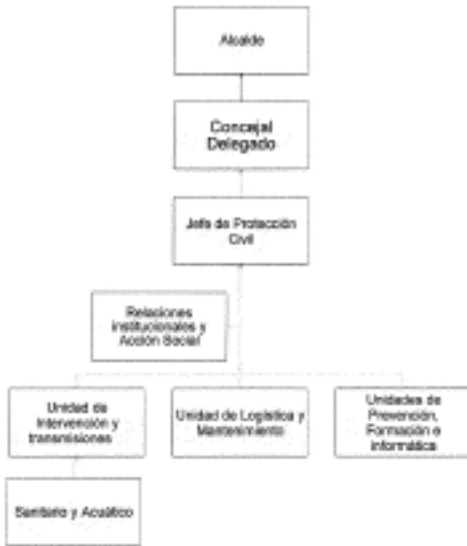 Alcalde
Concejal
Delegado
Jefe de Protección
Civil
Relaciones
institucionales y
Acción Social
Unidad de
Intervención y
transmisiones
Unidad de Logística y
Mantenimiento
Unidades de
Prevención,
Formación e
informática
Sanitario y Acuático